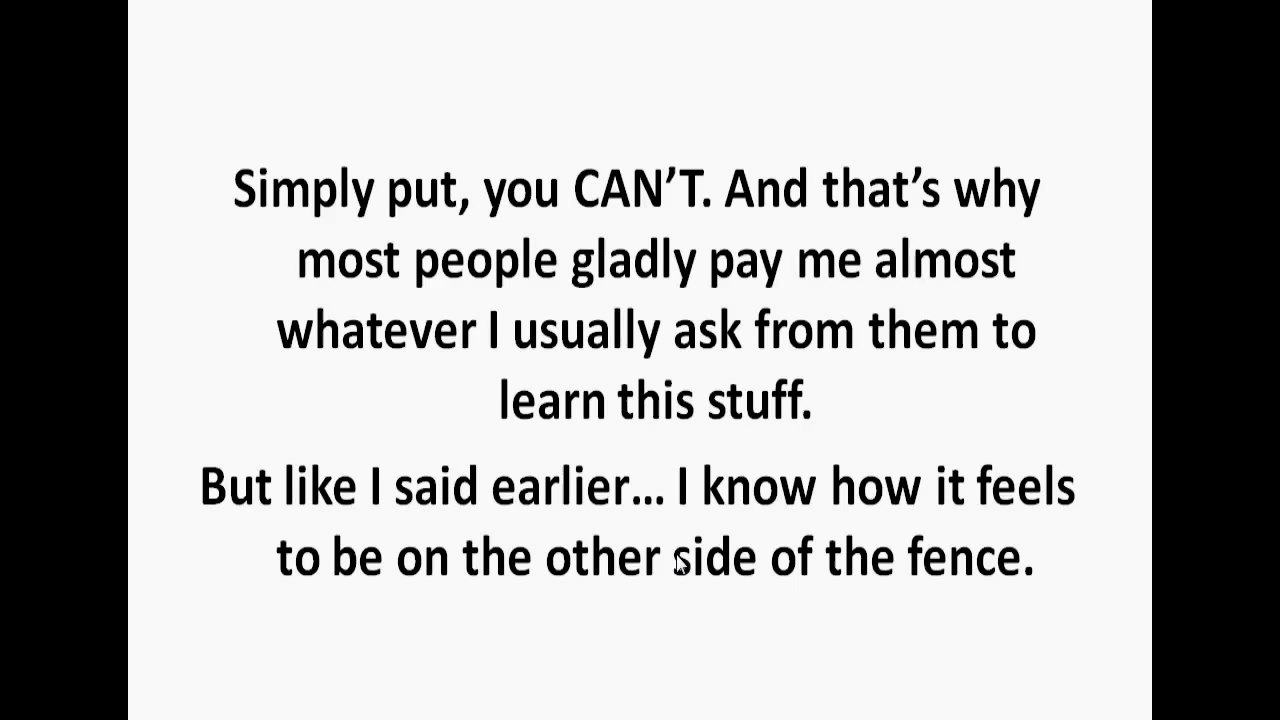 Simply put, you CAN’T. And that’s why
most people gladly pay me almost
whatever I usually ask from them to
learn this stuff.
But like I said earlier... I know how it feels
to be on the other side of the fence.